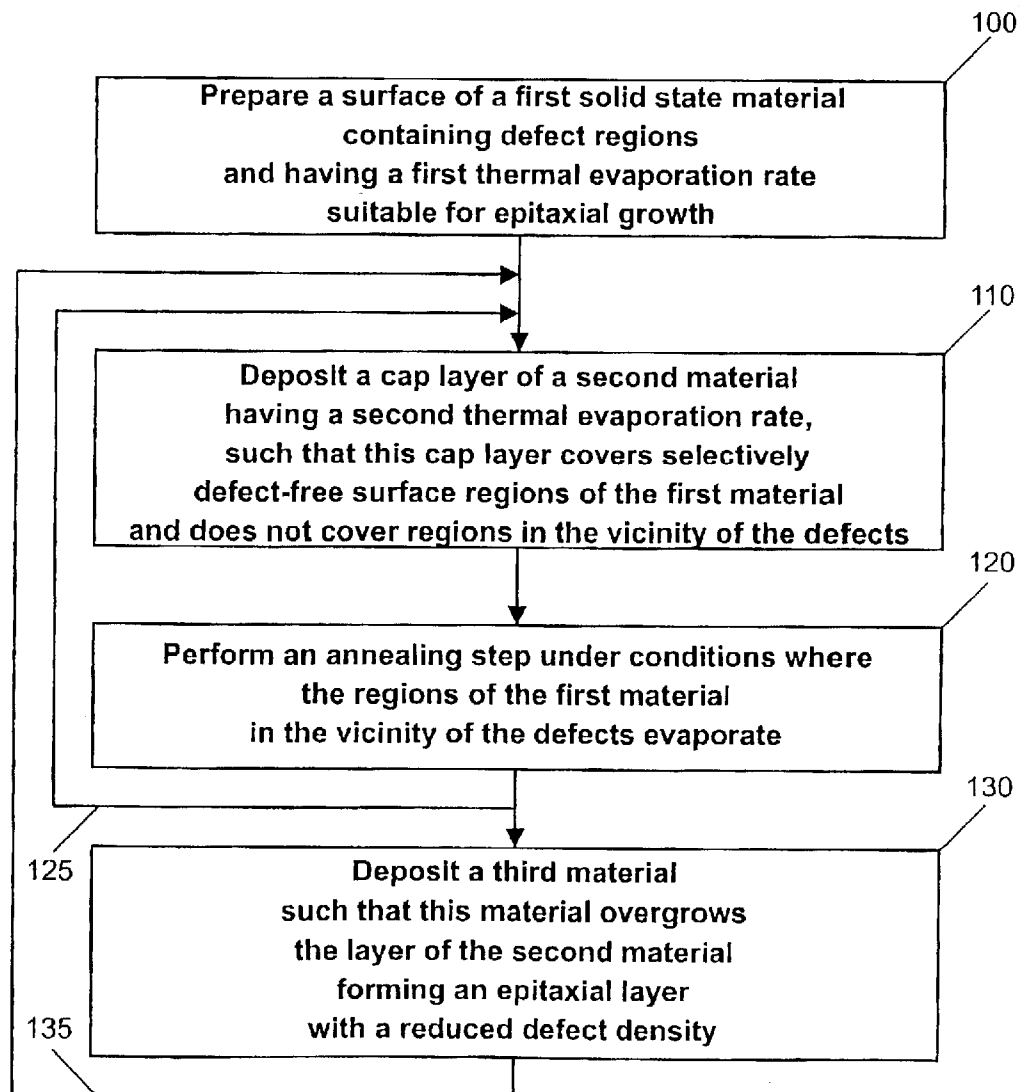 100
Prepare a surface of a first solid state material
containing defect regions
and having a first thermal evaporation rate
suitable for epitaxial growth
110
Deposit a cap layer of a second material
having a second thermal evaporation rate,
such that this cap layer covers selectively
defect-free surface regions of the first material
and does not cover regions in the vicinity of the defects
120
Perform an annealing step under conditions where
the regions of the first material
in the vicinity of the defects evaporate
130
125
Deposit a third material
such that this material overgrows
the layer of the second material
forming an epitaxial layer
with a reduced defect density
135